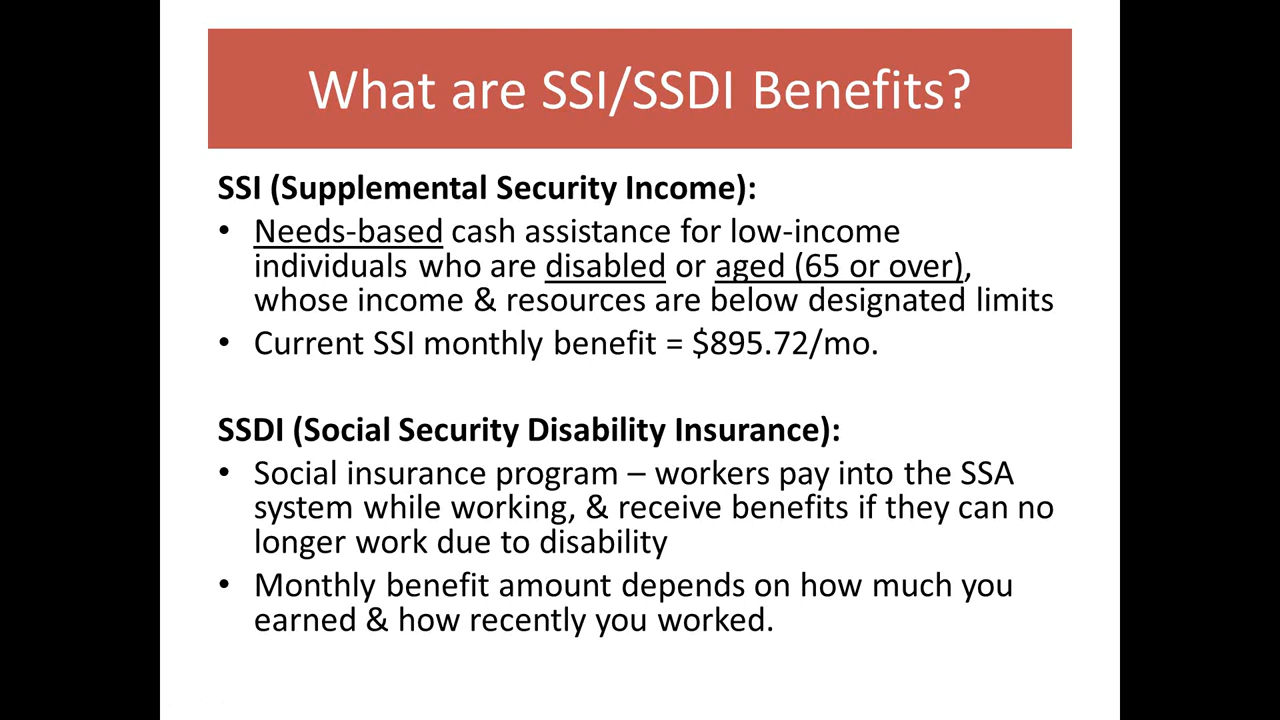 What are SSI/SSDI Benefits?
SSI (Supplemental Security Income):
• Needs-based cash assistance for low-income
individuals who are disabled or aged (65 or over),
whose income & resources are below designated limits
• Current SSI monthly benefit = $895.72/mo.
SSDI (Social Security Disability Insurance):
• Social insurance program – workers pay into the SSA
system while working, & receive benefits if they can no
longer work due to disability
• Monthly benefit amount depends on how much you
earned & how recently you worked.